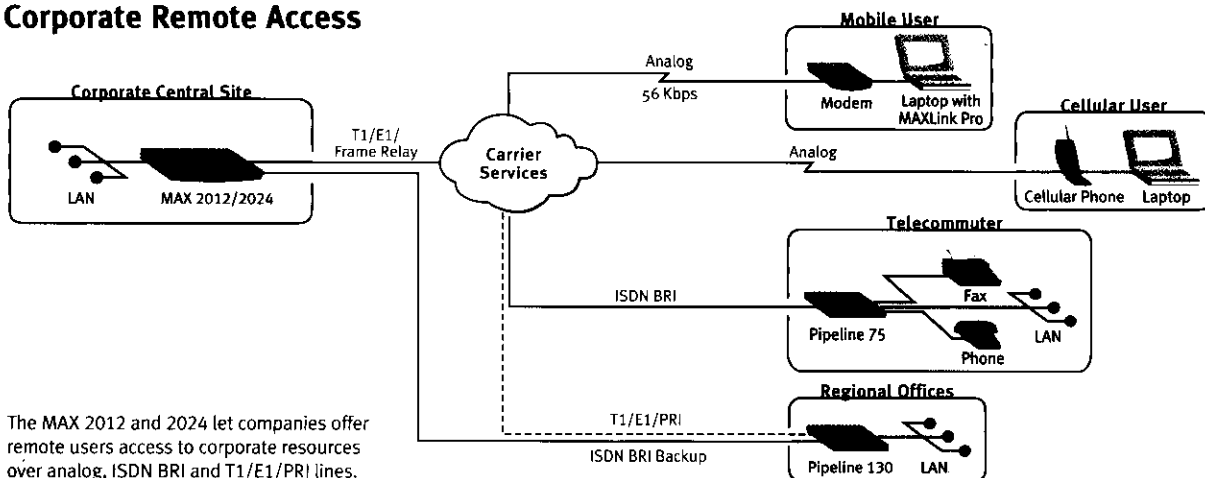 Corporate Remote Access
Corporate Central Site
LAN
MAX 2012/2024
T1/E1/
Frame Relay
Carrier
Services
Analog
56 Kbps
Mobile User
Modem
Laptop with
MAXLink Pro
Analog
Cellular User
Cellular Phone
Laptop
Telecommuter
ISDN BRI
Pipeline 75
Fax
Phone
LAN
Regional Offices
T1/E1/PRI
ISDN BRI Backup
Pipeline 130
LAN
The MAX 2012 and 2024 let companies offer
remote users access to corporate resources
over analog, ISDN BRI and T1/E1/PRI lines.